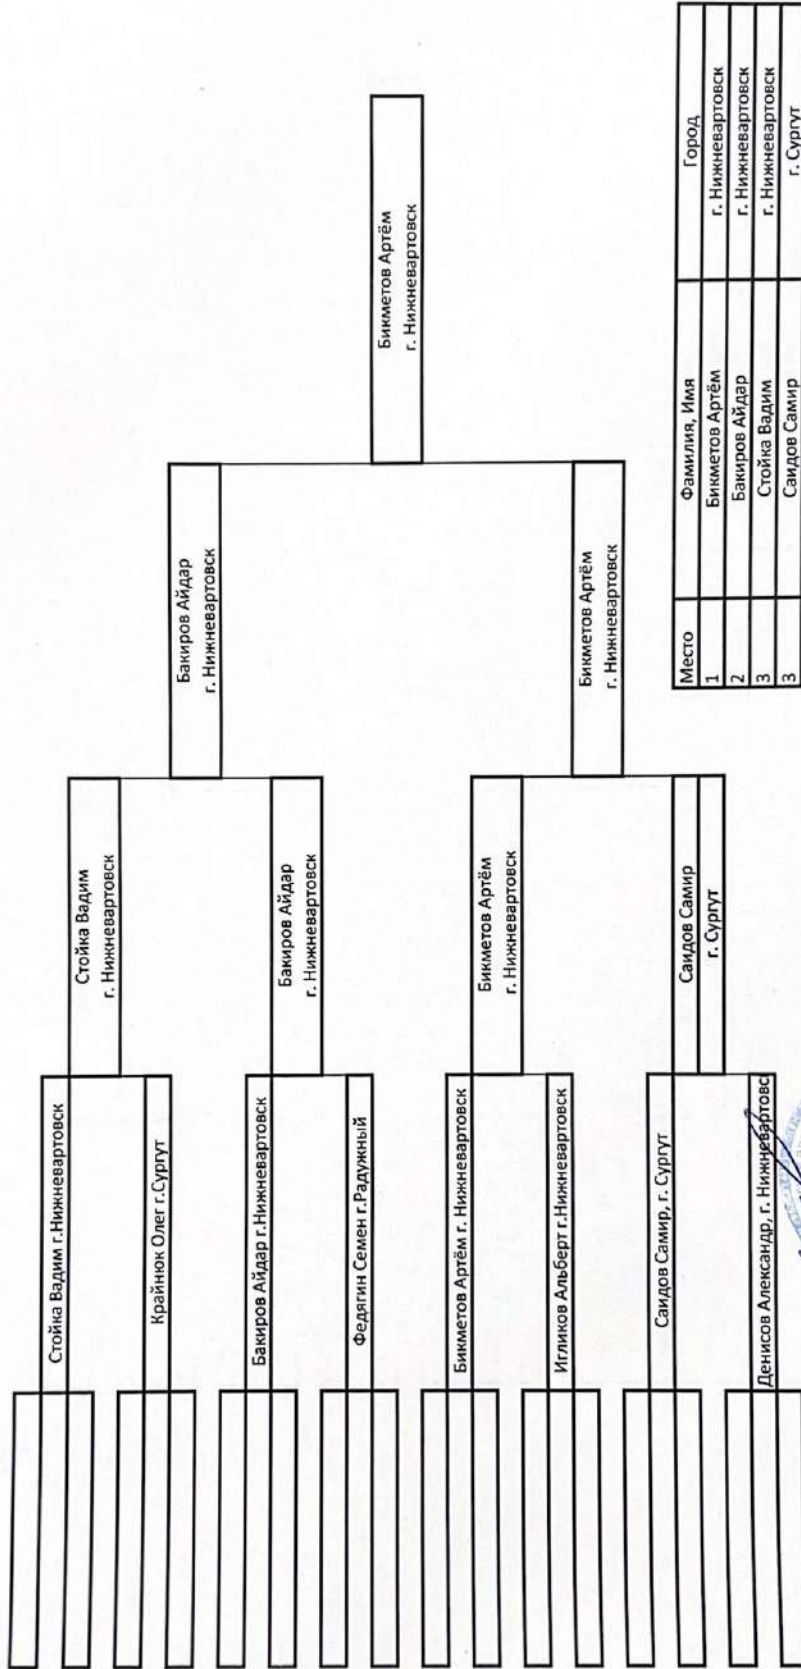 Стойка Вадим г.Нижневартовск
Крайнюк Олег г.Сургут
Бакиров Айдар г.Нижневартовск
Федягин Семен г.Радужный
Бикметов Артём г. Нижневартовск
Игликов Альберт г.Нижневартовск
Саидов Самир, г. Сургут
Денисов Александр, г. Нижневартовс
Стойка Вадим
г. Нижневартовск
Бакиров Айдар
г. Нижневартовск
Бикметов Артём
г. Нижневартовск
Саидов Самир
г. Сургут
Бакиров Айдар
г. Нижневартовск
Бикметов Артём
г. Нижневартовск
Бикметов Артём
г. Нижневартовск
Место Фамилия, Имя Город
1 Бикметов Артём г. Нижневартовск
2 Бакиров Айдар г. Нижневартовск
3 Стойка Вадим г. Нижневартовск
3 Саидов Самир г. Сургут